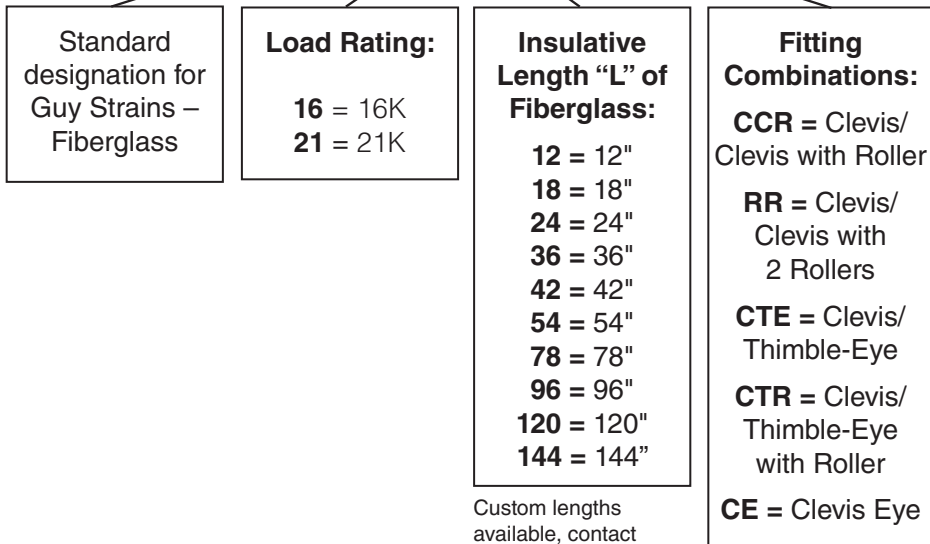 Standard
designation for
Guy Strains –
Fiberglass
Load Rating:
16 = 16K
21 = 21K
Insulative
Length “L” of
Fiberglass:
12 = 12"
18 = 18"
24 = 24"
36 = 36"
42 = 42"
54 = 54"
78 = 78"
96 = 96"
120 = 120"
144 = 144”
Custom lengths
available, contact
Fitting
Combinations:
CCR = Clevis/
Clevis with Roller
RR = Clevis/
Clevis with
2 Rollers
CTE = Clevis/
Thimble-Eye
CTR = Clevis/
Thimble-Eye
with Roller
CE = Clevis Eye